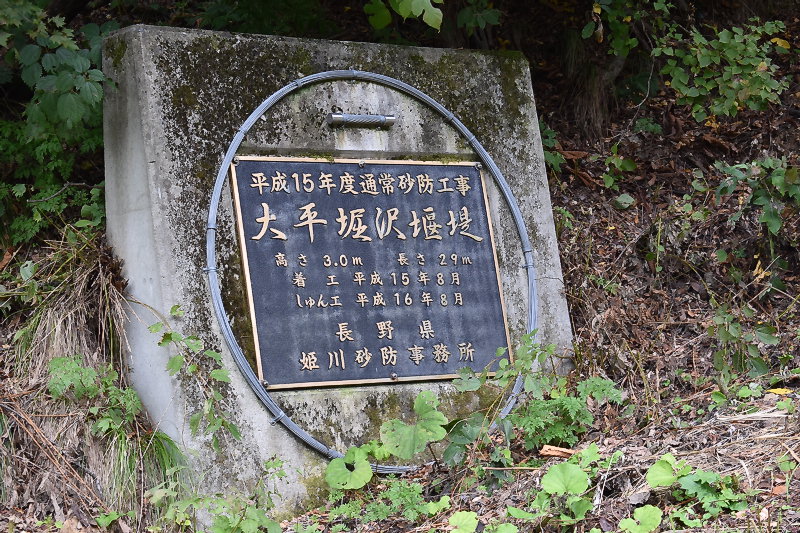 平成15年度通常砂防工事
大平堀沢堰堤
高さ 3.0m 長さ 29m
着工 平成15年8月
しゅん工 平成16年8月
長野県
姫川砂防事務所